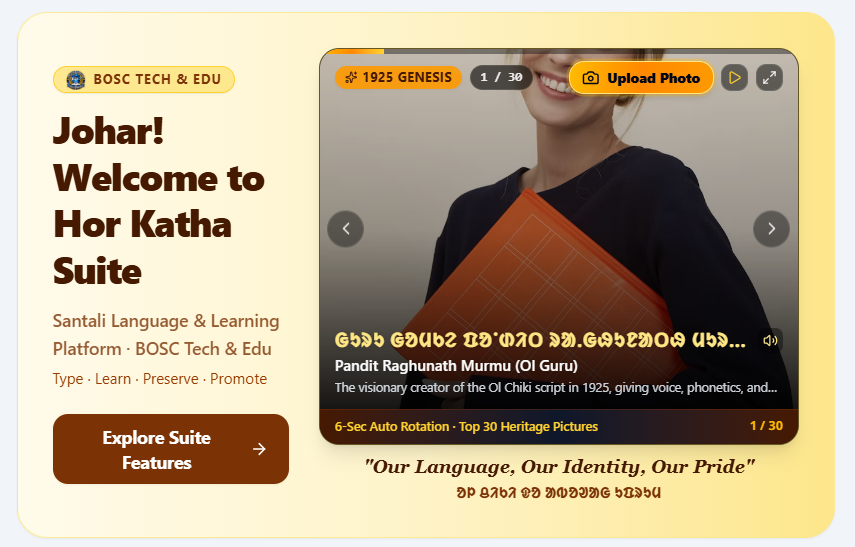 BOSC TECH & EDU
Johar!
Welcome to
Hor Katha
Suite
Santali Language & Learning
Platform · BOSC Tech & Edu
Type · Learn · Preserve · Promote
Explore Suite
Features
1925 GENESIS
1 / 30
Upload Photo
Pandit Raghunath Murmu (Ol Guru)
The visionary creator of the Ol Chiki script in 1925, giving voice, phonetics, and...
6-Sec Auto Rotation · Top 30 Heritage Pictures
1 / 30
"Our Language, Our Identity, Our Pride"